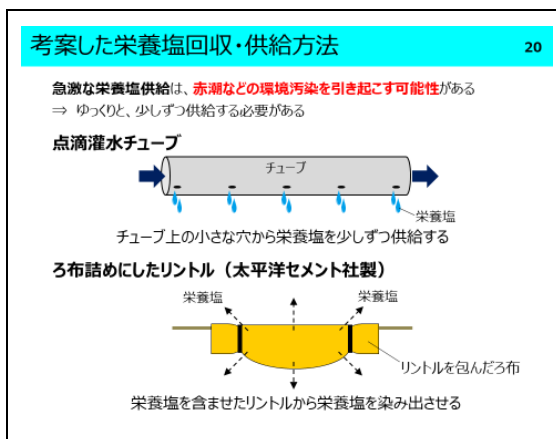 考案した栄養塩回収・供給方法
20
急激な栄養塩供給は、赤潮などの環境汚染を引き起こす可能性がある
⇒ ゆっくりと、少しずつ供給する必要がある
点滴灌水チューブ
チューブ
栄養塩
チューブ上の小さな穴から栄養塩を少しずつ供給する
ろ布詰めにしたリントル（太平洋セメント社製）
栄養塩
栄養塩
リントルを包んだろ布
栄養塩を含ませたリントルから栄養塩を染み出させる